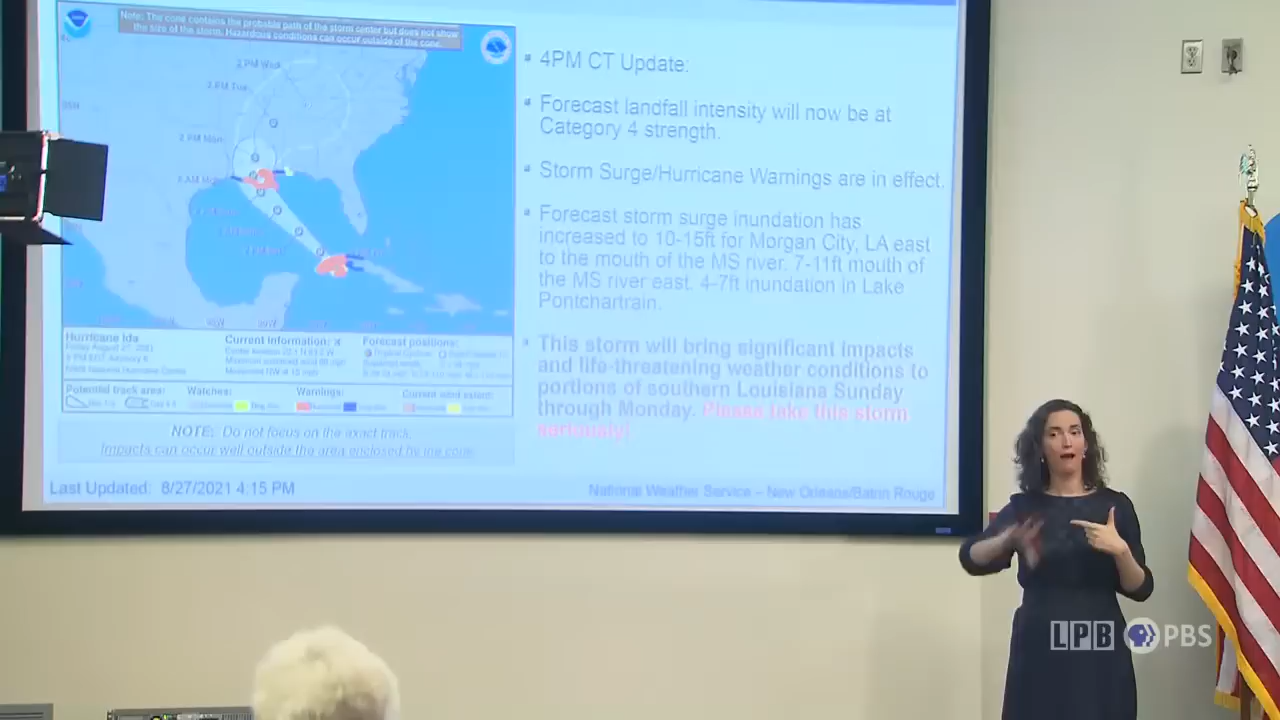 Note: The cone contains the probable path of the storm center but does not show
the size of the storm. Hazardous conditions can occur outside of the cone.
2 PM Wed
2 PM Tue
2 PM Mon
▪ 4PM CT Update:
▪ Forecast landfall intensity will now be at
Category 4 strength.
▪ Storm Surge/Hurricane Warnings are in effect.
▪ Forecast storm surge inundation has
increased to 10-15ft for Morgan City, LA east
to the mouth of the MS river. 7-11ft mouth of
the MS river east. 4-7ft inundation in Lake
Pontchartrain.
▪ This storm will bring significant impacts
and life-threatening weather conditions to
portions of southern Louisiana Sunday
through Monday. Please take this storm
seriously!
Hurricane Ida
Friday August 27, 2021
Current information: x
Forecast positions:
Potential track area:
Watches:
Warnings:
Current wind extent:
NOTE: Do not focus on the exact track.
Impacts can occur well outside the area enclosed by the cone
Last Updated: 8/27/2021 4:15 PM
National Weather Service – New Orleans/Baton Rouge
LPB PBS